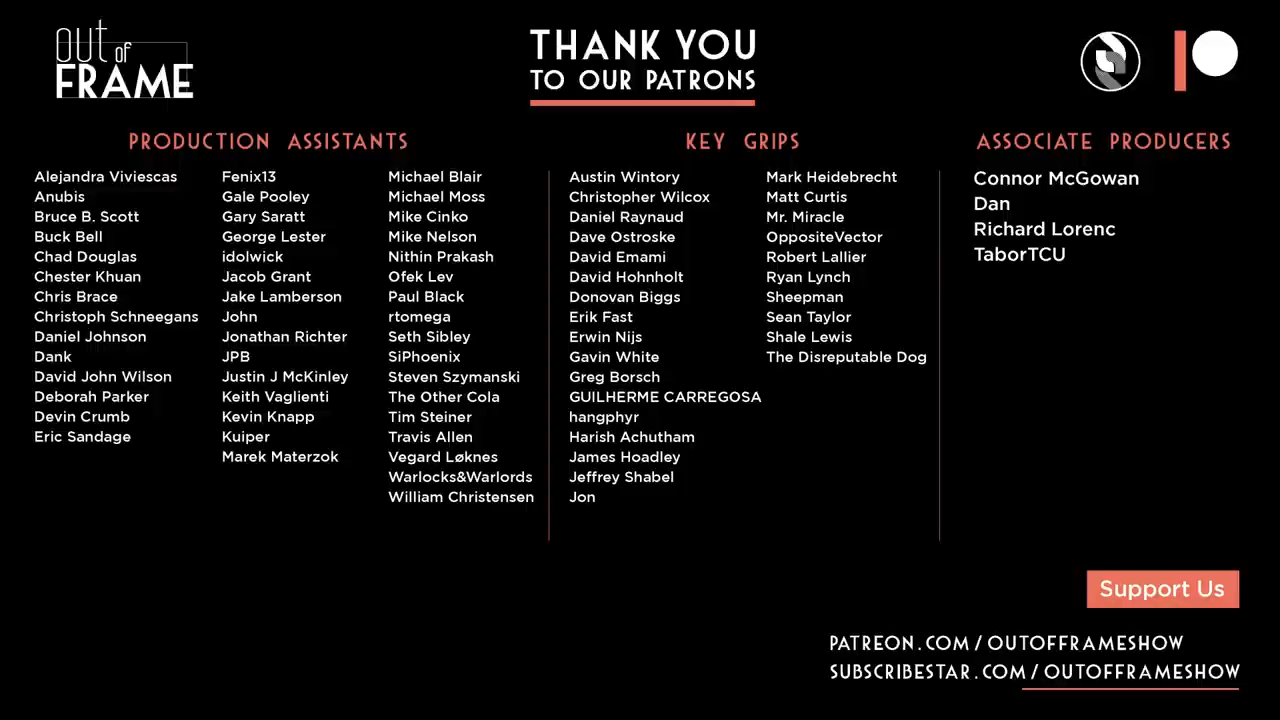 OUT OF
FRAME
THANK YOU
TO OUR PATRONS
PRODUCTION ASSISTANTS
Alejandra Viviescas
Anubis
Bruce B. Scott
Buck Bell
Chad Douglas
Chester Khuan
Chris Brace
Christoph Schneegans
Daniel Johnson
Dank
David John Wilson
Deborah Parker
Devin Crumb
Eric Sandage
Fenix13
Gale Pooley
Gary Saratt
George Lester
idolwick
Jacob Grant
Jake Lamberson
John
Jonathan Richter
JPB
Justin J McKinley
Keith Vaglienti
Kevin Knapp
Kuiper
Marek Materzok
Michael Blair
Michael Moss
Mike Cinko
Mike Nelson
Nithin Prakash
Ofek Lev
Paul Black
rtomega
Seth Sibley
SiPhoenix
Steven Szymanski
The Other Cola
Tim Steiner
Travis Allen
Vegard Løknes
Warlocks&Warlords
William Christensen
KEY GRIPS
Austin Wintory
Christopher Wilcox
Daniel Raynaud
Dave Ostroske
David Emami
David Hohnholt
Donovan Biggs
Erik Fast
Erwin Nijs
Gavin White
Greg Borsch
GUILHERME CARREGOSA
hangphyr
Harish Achutham
James Hoadley
Jeffrey Shabel
Jon
Mark Heidebrecht
Matt Curtis
Mr. Miracle
OppositeVector
Robert Lallier
Ryan Lynch
Sheepman
Sean Taylor
Shale Lewis
The Disreputable Dog
ASSOCIATE PRODUCERS
Connor McGowan
Dan
Richard Lorenc
TaborTCU
Support Us
PATREON.COM/OUTOFFRAMESHOW
SUBSCRIBESTAR.COM/OUTOFFRAMESHOW